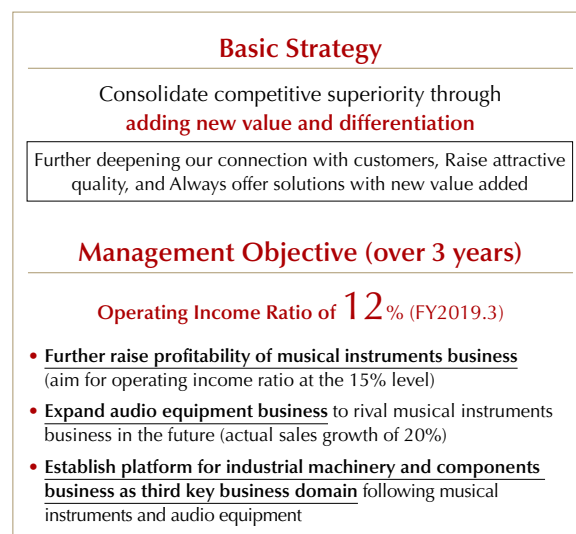 Basic Strategy
Consolidate competitive superiority through
adding new value and differentiation
Further deepening our connection with customers, Raise attractive
quality, and Always offer solutions with new value added
Management Objective (over 3 years)
Operating Income Ratio of 12% (FY2019.3)
• Further raise profitability of musical instruments business
(aim for operating income ratio at the 15% level)
• Expand audio equipment business to rival musical instruments
business in the future (actual sales growth of 20%)
• Establish platform for industrial machinery and components
business as third key business domain following musical
instruments and audio equipment